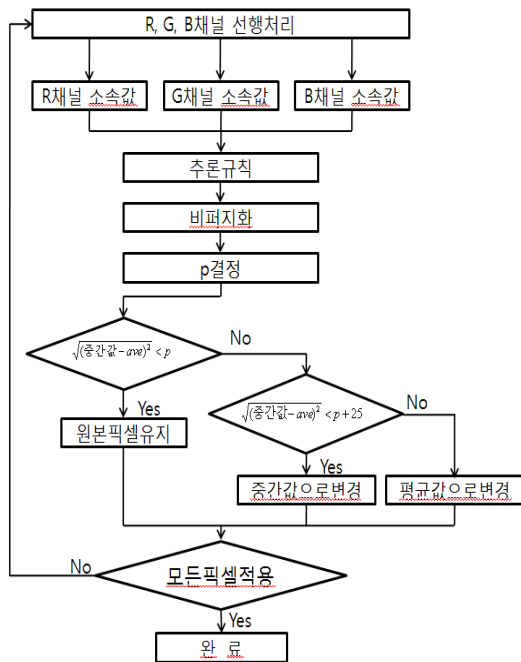 R, G, B채널 선행처리
R채널 소속값
G채널 소속값
B채널 소속값
추론규칙
비퍼지화
p결정
√(중간값-ave)² < p
No
Yes
원본픽셀유지
√(중간값-ave)² < p+25
No
Yes
중간값으로변경
평균값으로변경
모든픽셀적용
No
Yes
완 료